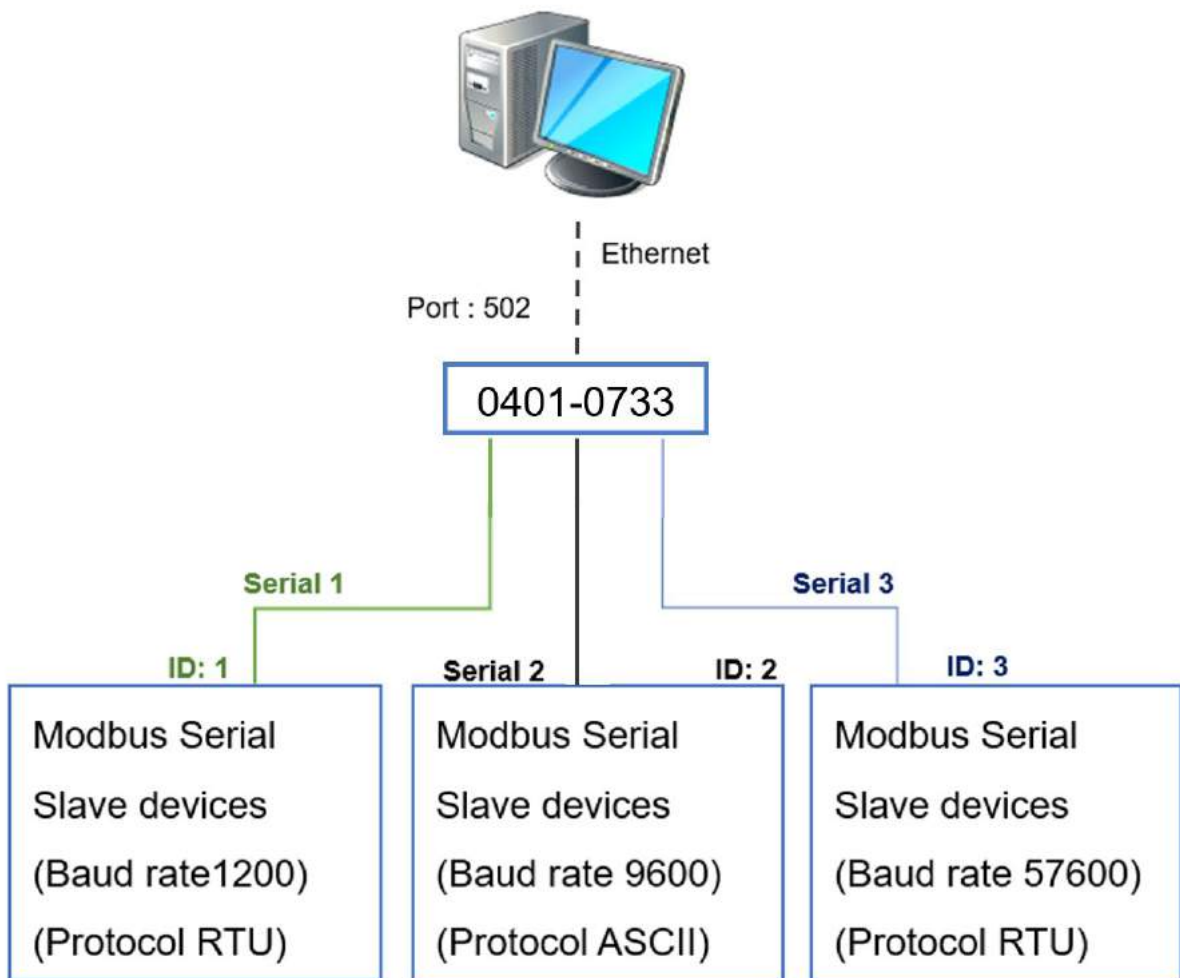 Ethernet
Port : 502
0401-0733
Serial 1
Serial 3
ID: 1
Serial 2
ID: 2
ID: 3
Modbus Serial
Slave devices
(Baud rate1200)
(Protocol RTU)
Modbus Serial
Slave devices
(Baud rate 9600)
(Protocol ASCII)
Modbus Serial
Slave devices
(Baud rate 57600)
(Protocol RTU)